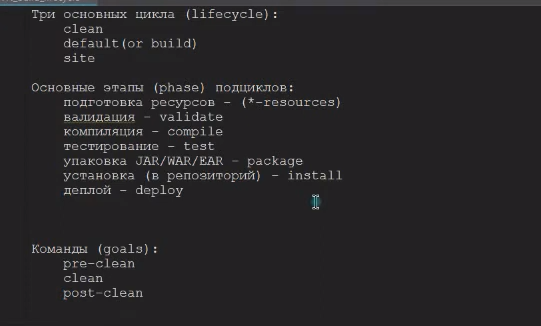 Три основных цикла (lifecycle):
clean
default(or build)
site
Основные этапы (phase) подциклов:
подготовка ресурсов - (*-resources)
валидация - validate
компиляция - compile
тестирование - test
упаковка JAR/WAR/EAR - package
установка (в репозиторий) - install
деплой - deploy
Команды (goals):
pre-clean
clean
post-clean